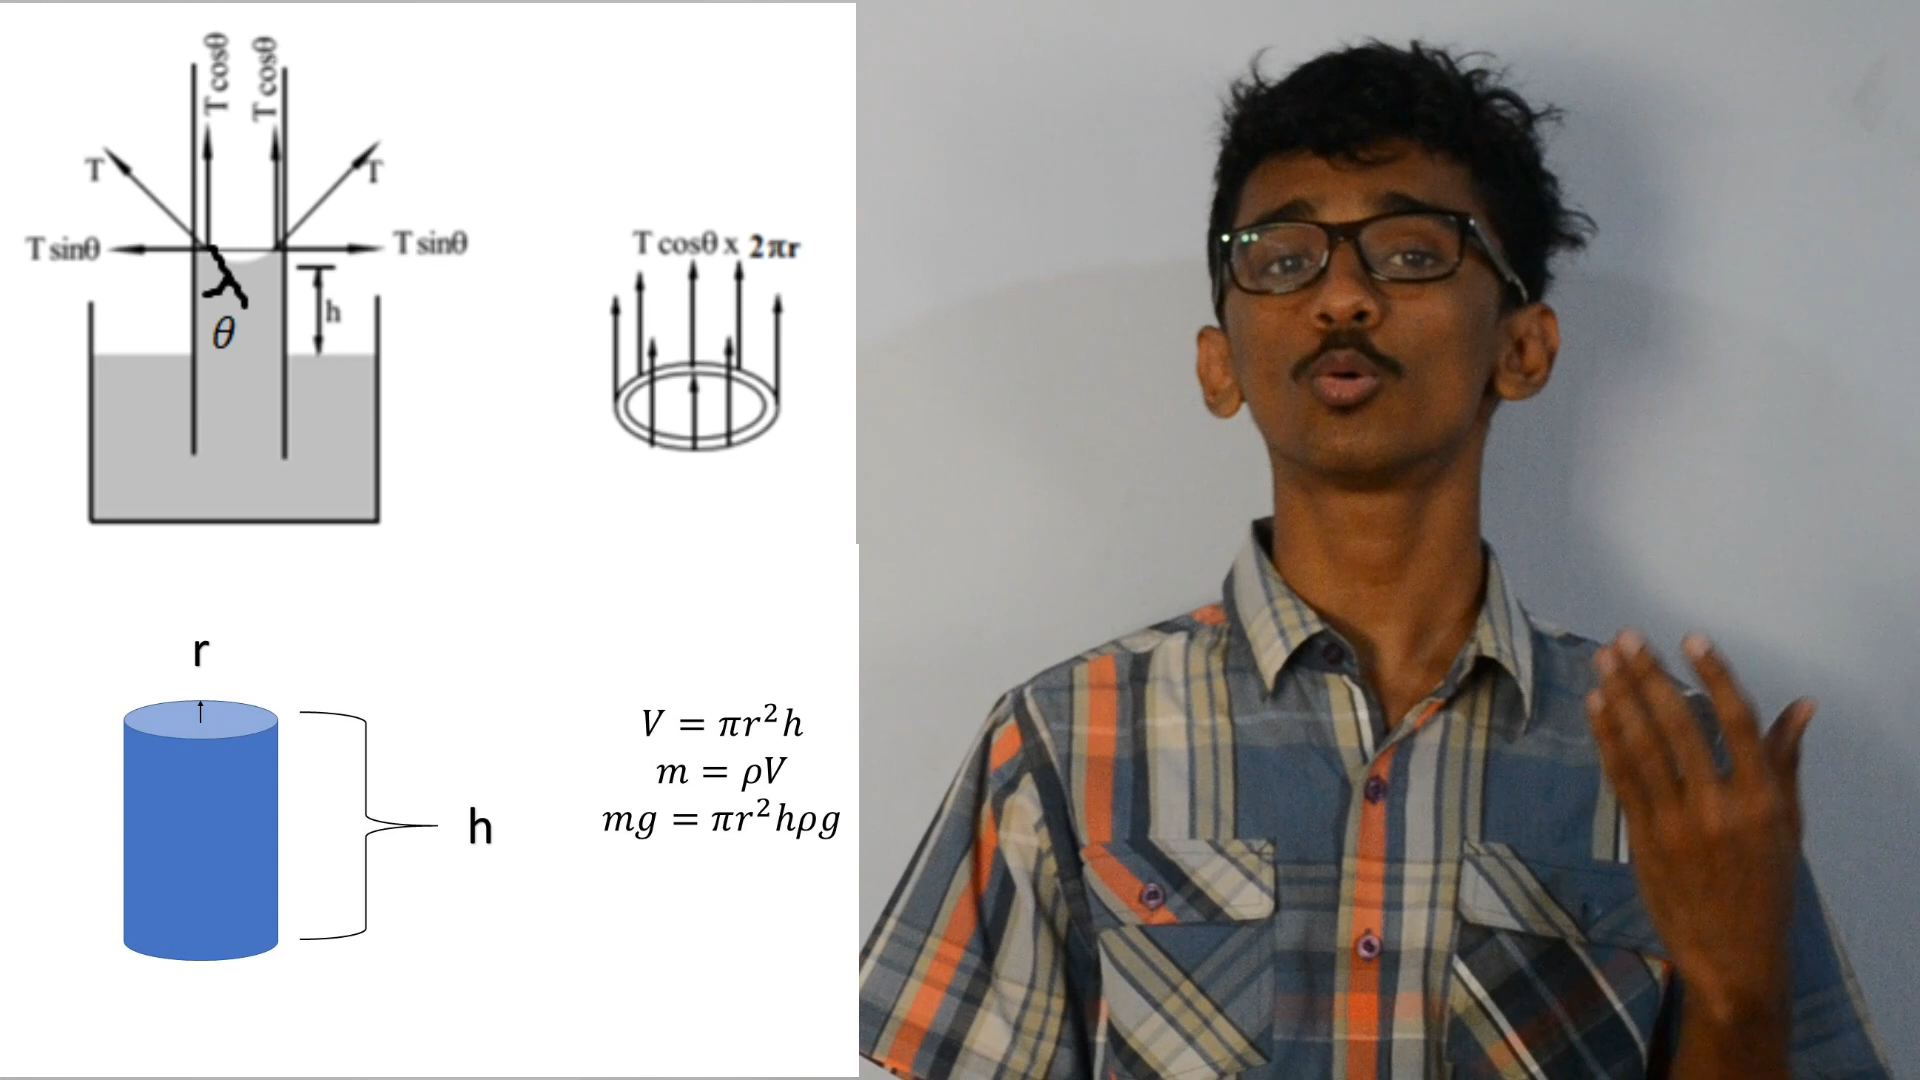 T cosθ
T cosθ
T
T
T sinθ
T sinθ
h
θ
T cosθ x 2πr
r
h
V = πr²h
m = ρV
mg = πr²hρg